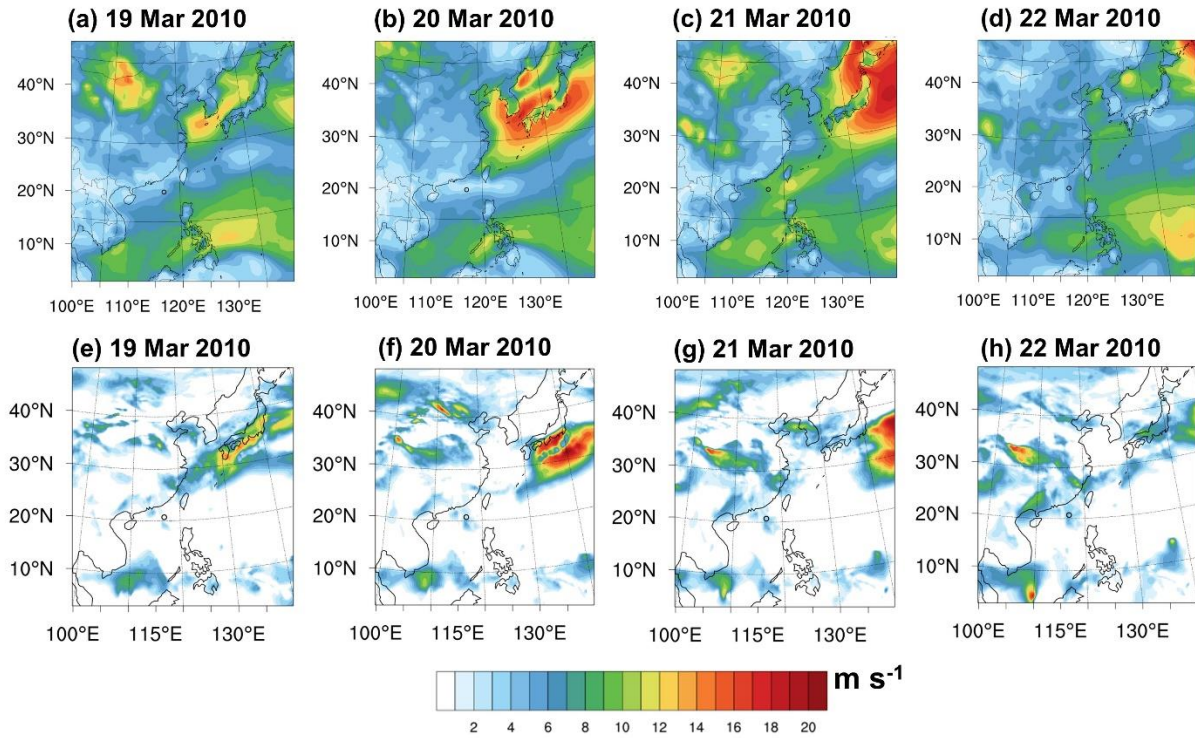 (a) 19 Mar 2010 (b) 20 Mar 2010 (c) 21 Mar 2010 (d) 22 Mar 2010
40°N 40°N 40°N 40°N
30°N 30°N 30°N 30°N
20°N 20°N 20°N 20°N
10°N 10°N 10°N 10°N
100°E 120°E 130°E 100°E 120°E 130°E 100°E 120°E 130°E 100°E 120°E 130°E
(e) 19 Mar 2010 (f) 20 Mar 2010 (g) 21 Mar 2010 (h) 22 Mar 2010
40°N 40°N 40°N 40°N
30°N 30°N 30°N 30°N
20°N 20°N 20°N 20°N
10°N 10°N 10°N 10°N
100°E 115°E 130°E 100°E 115°E 130°E 100°E 115°E 130°E 100°E 115°E 130°E
m s⁻¹
2 4 6 8 10 12 14 16 18 20